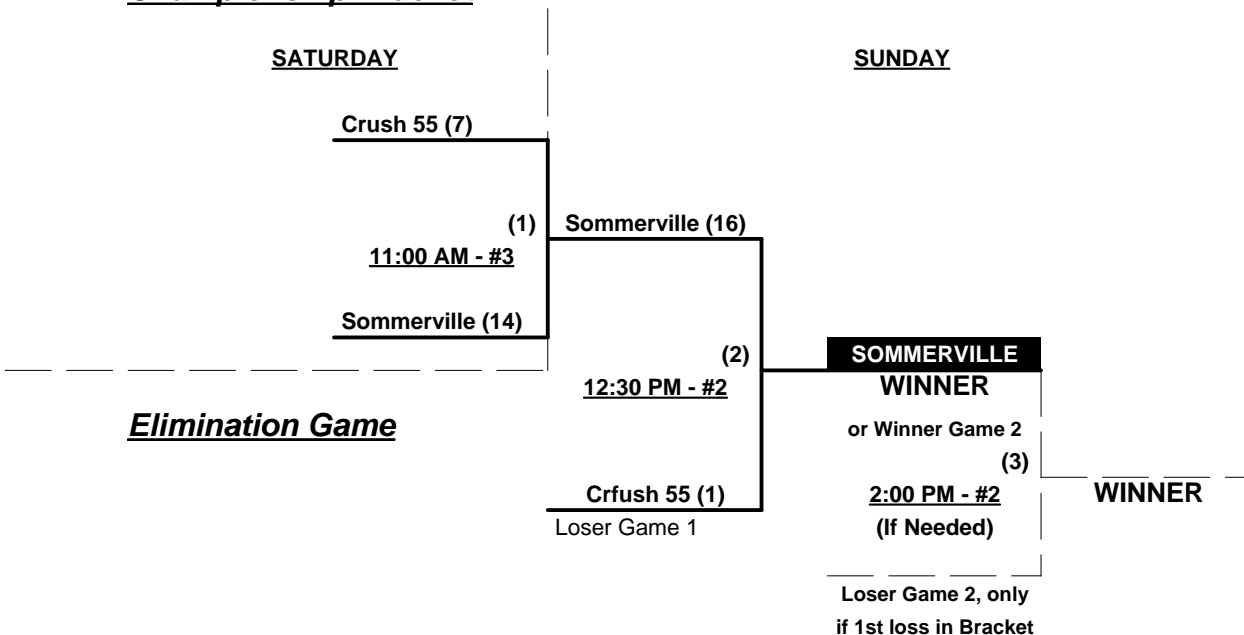 SATURDAY
SUNDAY
Crush 55 (7)
(1)
Sommerville (16)
11:00 AM - #3
Sommerville (14)
(2)
SOMMERVILLE
12:30 PM - #2
WINNER
Elimination Game
or Winner Game 2
(3)
Crfush 55 (1)
2:00 PM - #2
WINNER
Loser Game 1
(If Needed)
Loser Game 2, only
if 1st loss in Bracket